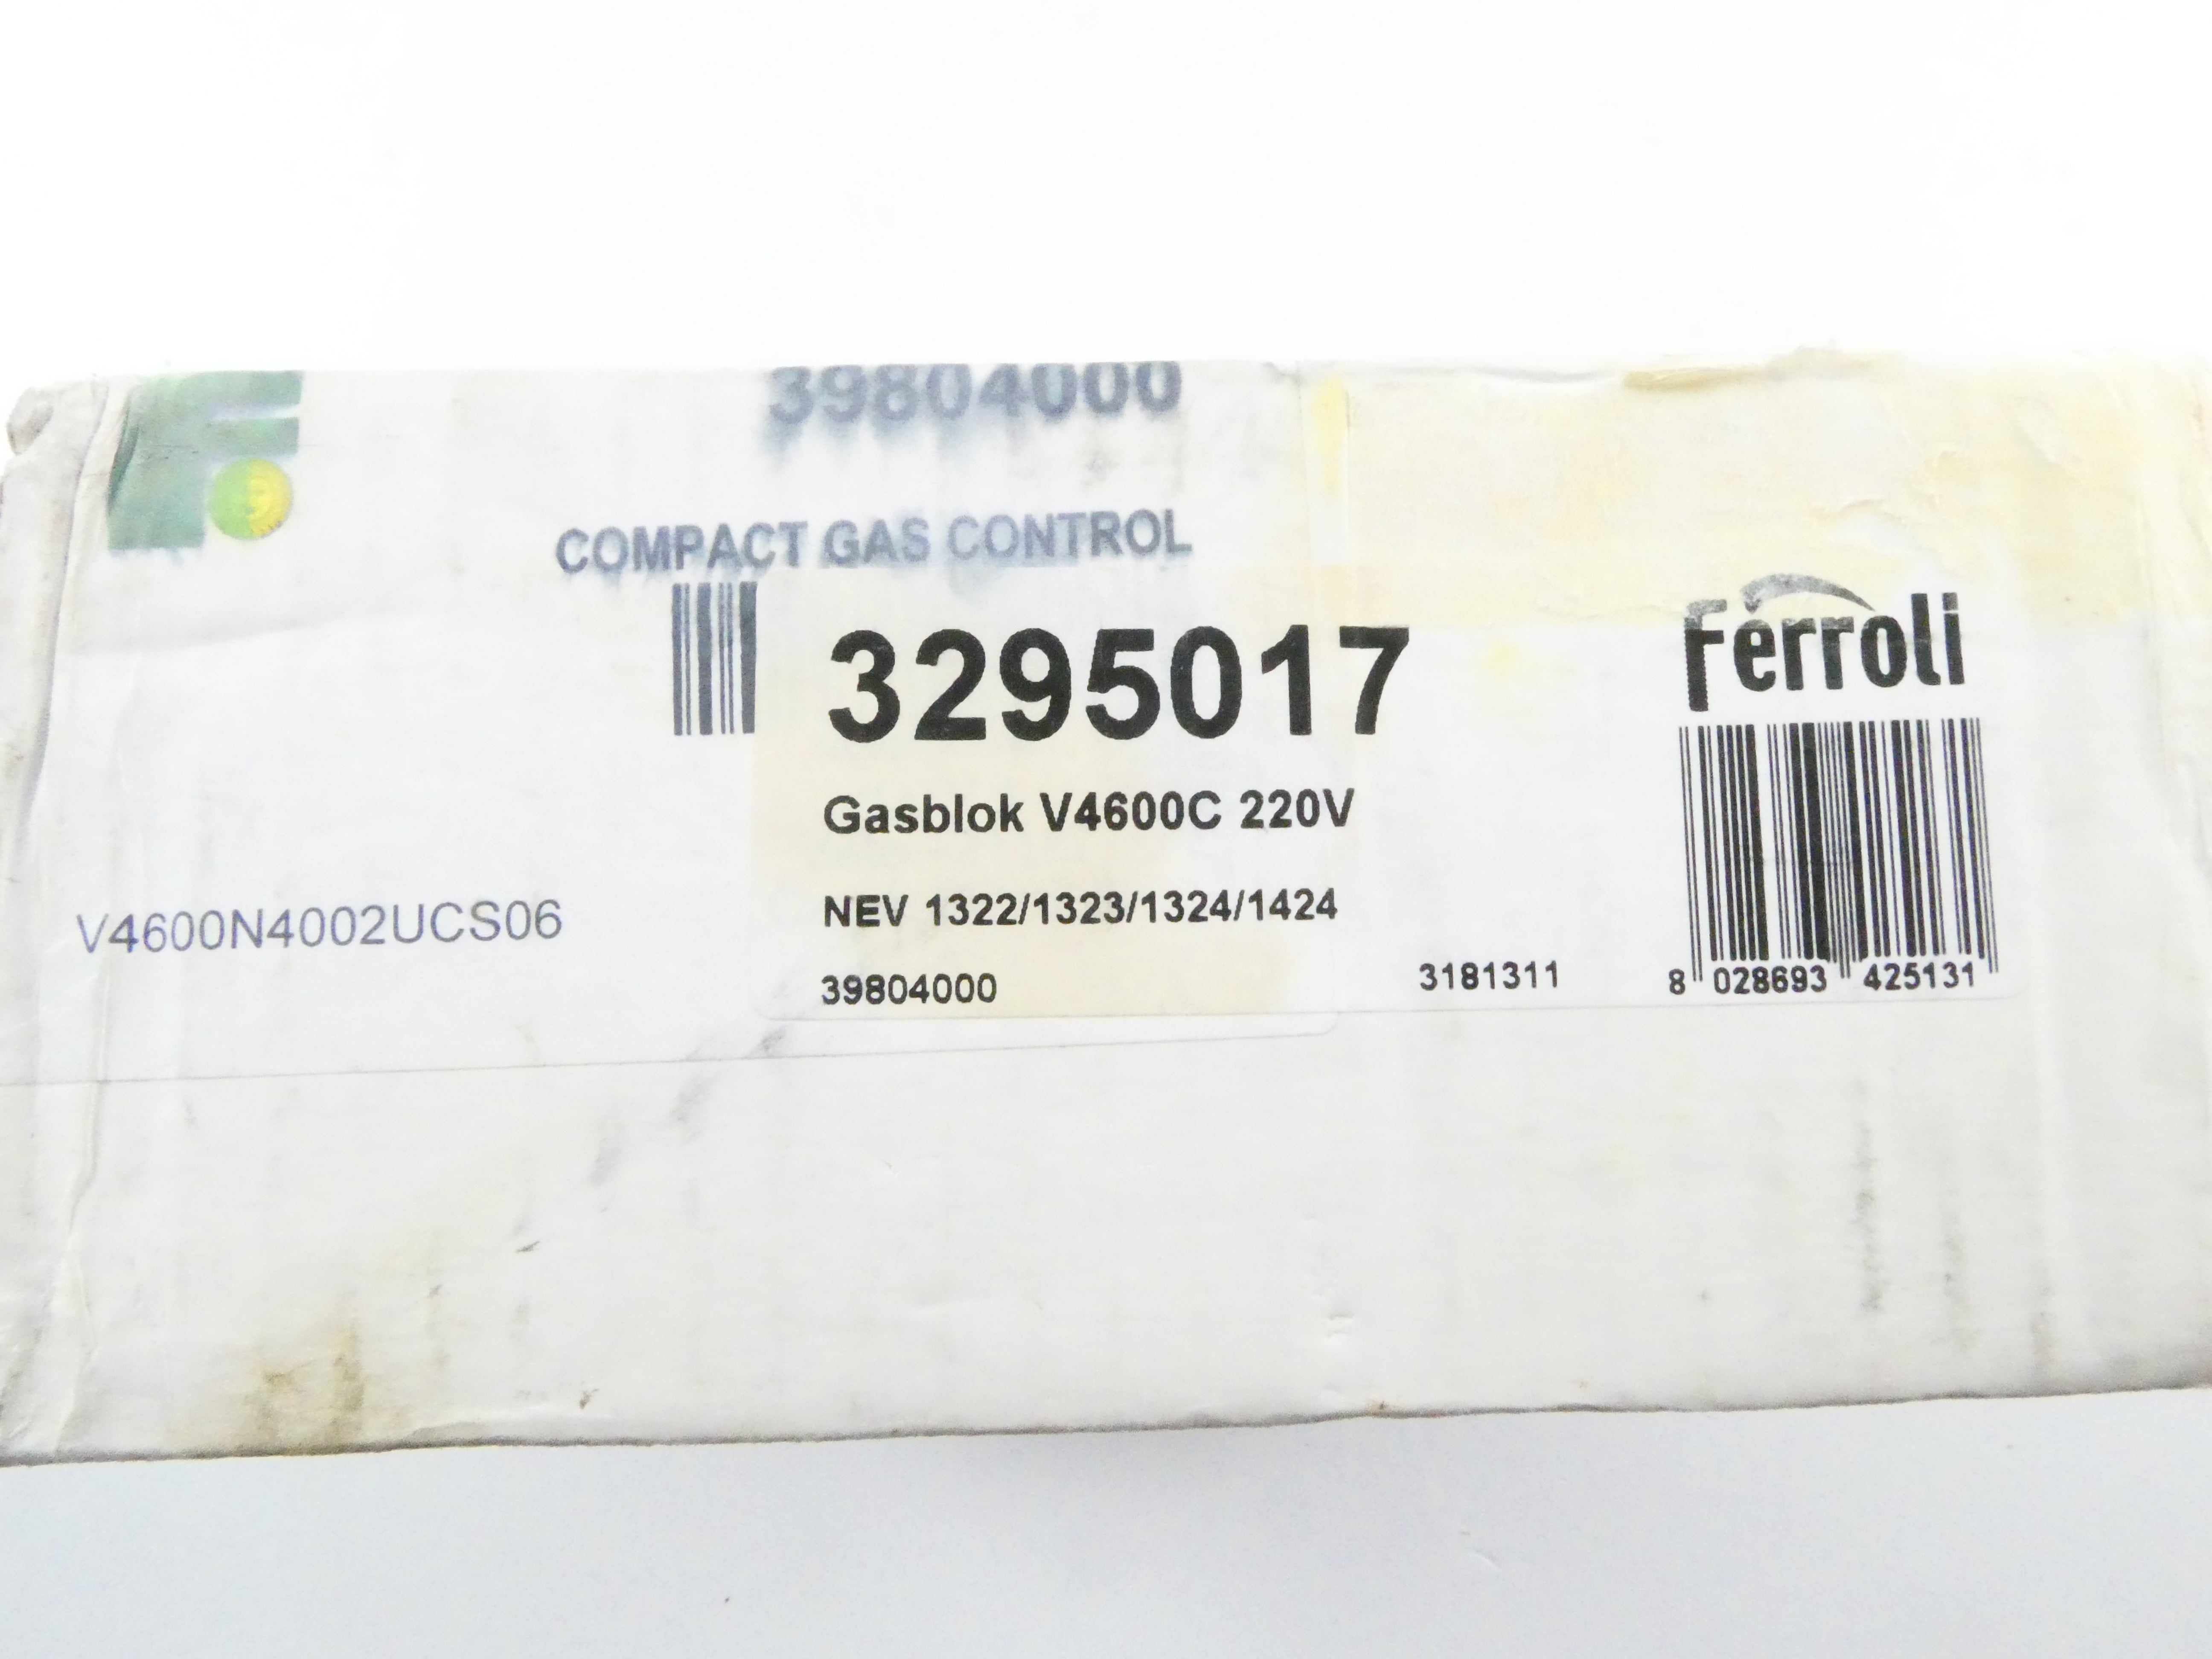 39804000
COMPACT GAS CONTROL
Ferroli
3295017
Gasblok V4600C 220V
V4600N4002UCS06
NEV 1322/1323/1324/1424
39804000
3181311
8 028693 425131